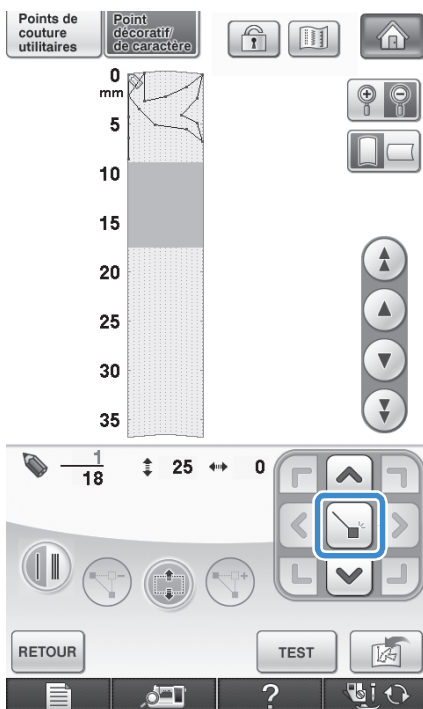 Points de
couture
utilitaires
Point
décoratif/
de caractère
0
mm
5
10
15
20
25
30
35
1
18
25
0
RETOUR
TEST
?